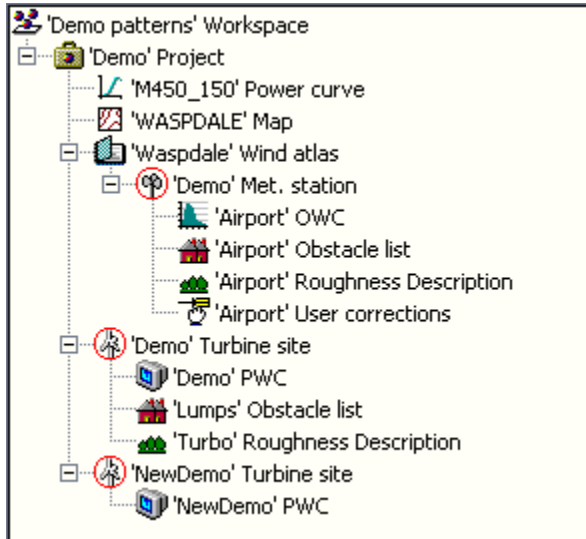 'Demo patterns' Workspace
'Demo' Project
'M450_150' Power curve
'WASPDALE' Map
'Waspdale' Wind atlas
'Demo' Met. station
'Airport' OWC
'Airport' Obstacle list
'Airport' Roughness Description
'Airport' User corrections
'Demo' Turbine site
'Demo' PWC
'Lumps' Obstacle list
'Turbo' Roughness Description
'NewDemo' Turbine site
'NewDemo' PWC